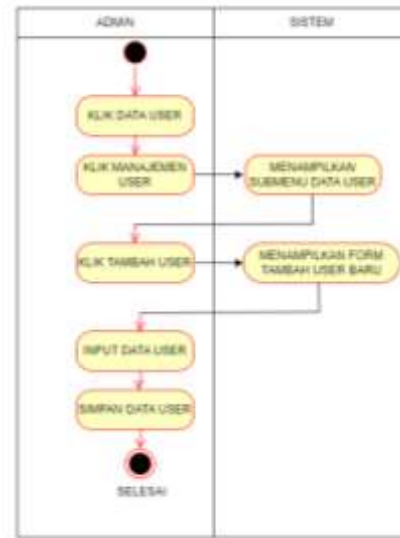 ADMIN
SISTEM
KLIK DATA USER
KLIK MANAJEMEN
USER
MENAMPILKAN
SUBMENU DATA USER
KLIK TAMBAH USER
MENAMPILKAN FORM
TAMBAH USER BARU
INPUT DATA USER
SIMPAN DATA USER
SELESAI